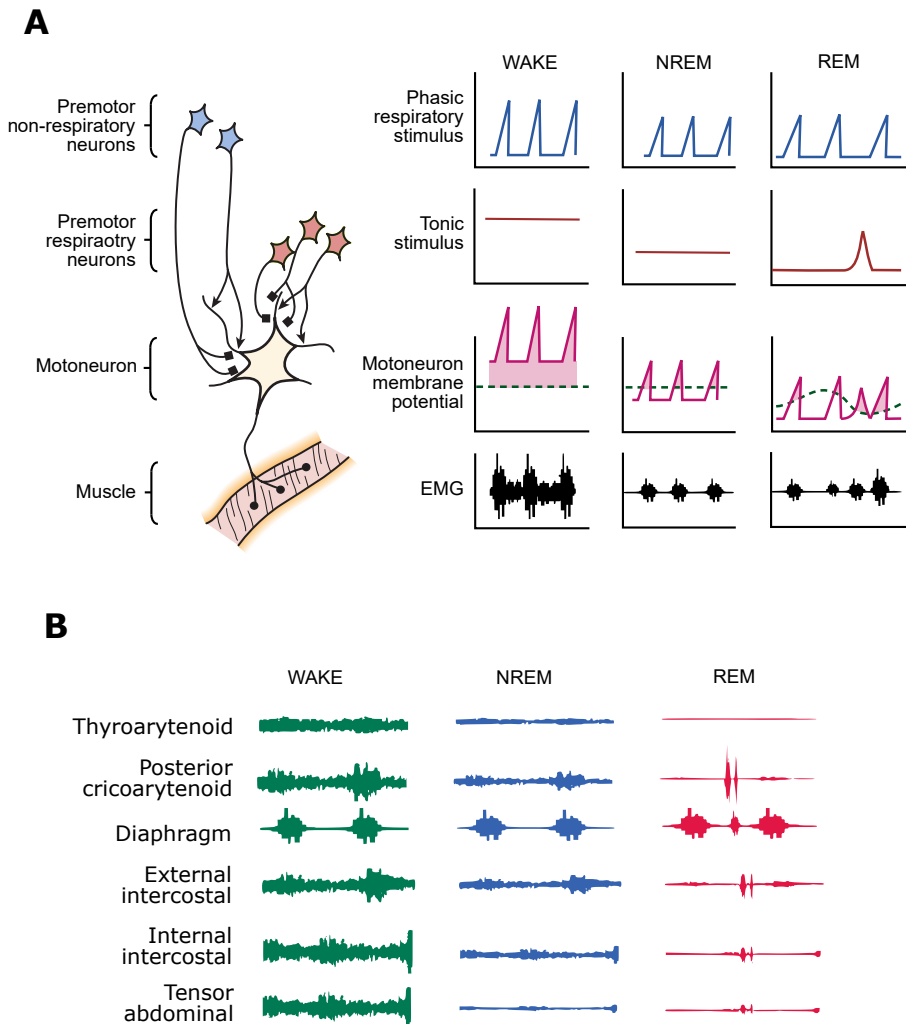 A
WAKE
NREM
REM
Premotor
non-respiratory
neurons
Phasic
respiratory
stimulus
Premotor
respiraotry
neurons
Tonic
stimulus
Motoneuron
Motoneuron
membrane
potential
Muscle
EMG
B
WAKE
NREM
REM
Thyroarytenoid
Posterior
cricoarytenoid
Diaphragm
External
intercostal
Internal
intercostal
Tensor
abdominal